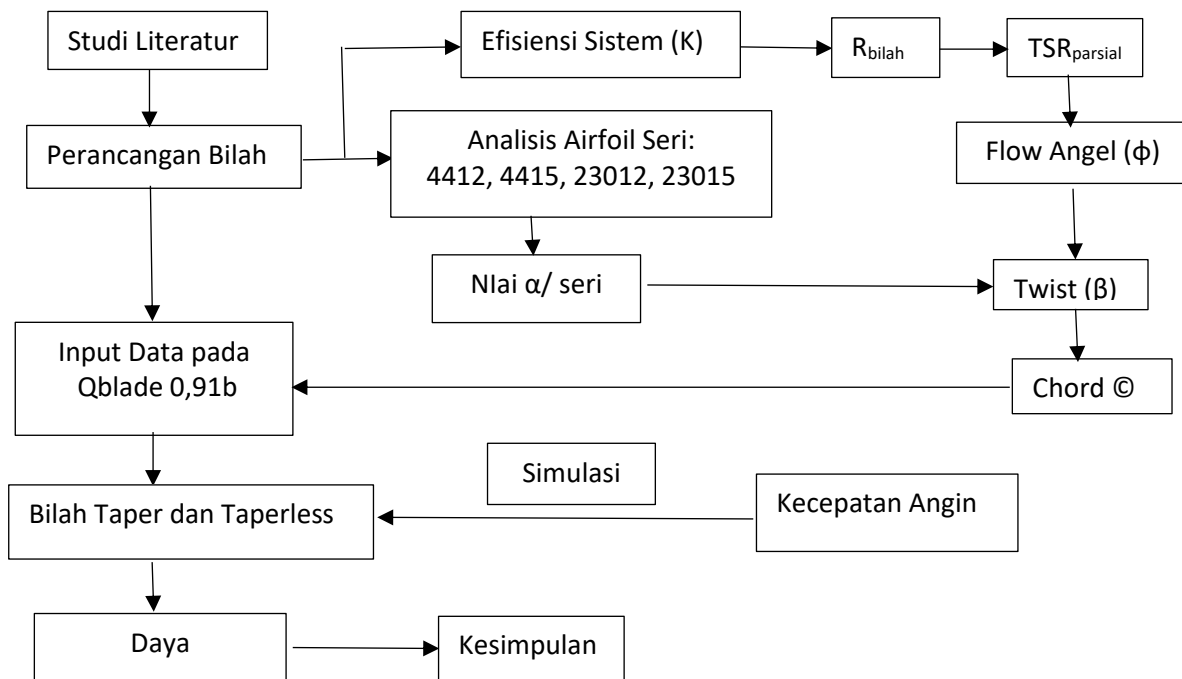 Studi Literatur
Efisiensi Sistem (K)
Rbilah
TSRparsial
Perancangan Bilah
Analisis Airfoil Seri:
4412, 4415, 23012, 23015
Flow Angel (ф)
NIai α/ seri
Twist (β)
Input Data pada
Qblade 0,91b
Chord ©
Simulasi
Bilah Taper dan Taperless
Kecepatan Angin
Daya
Kesimpulan